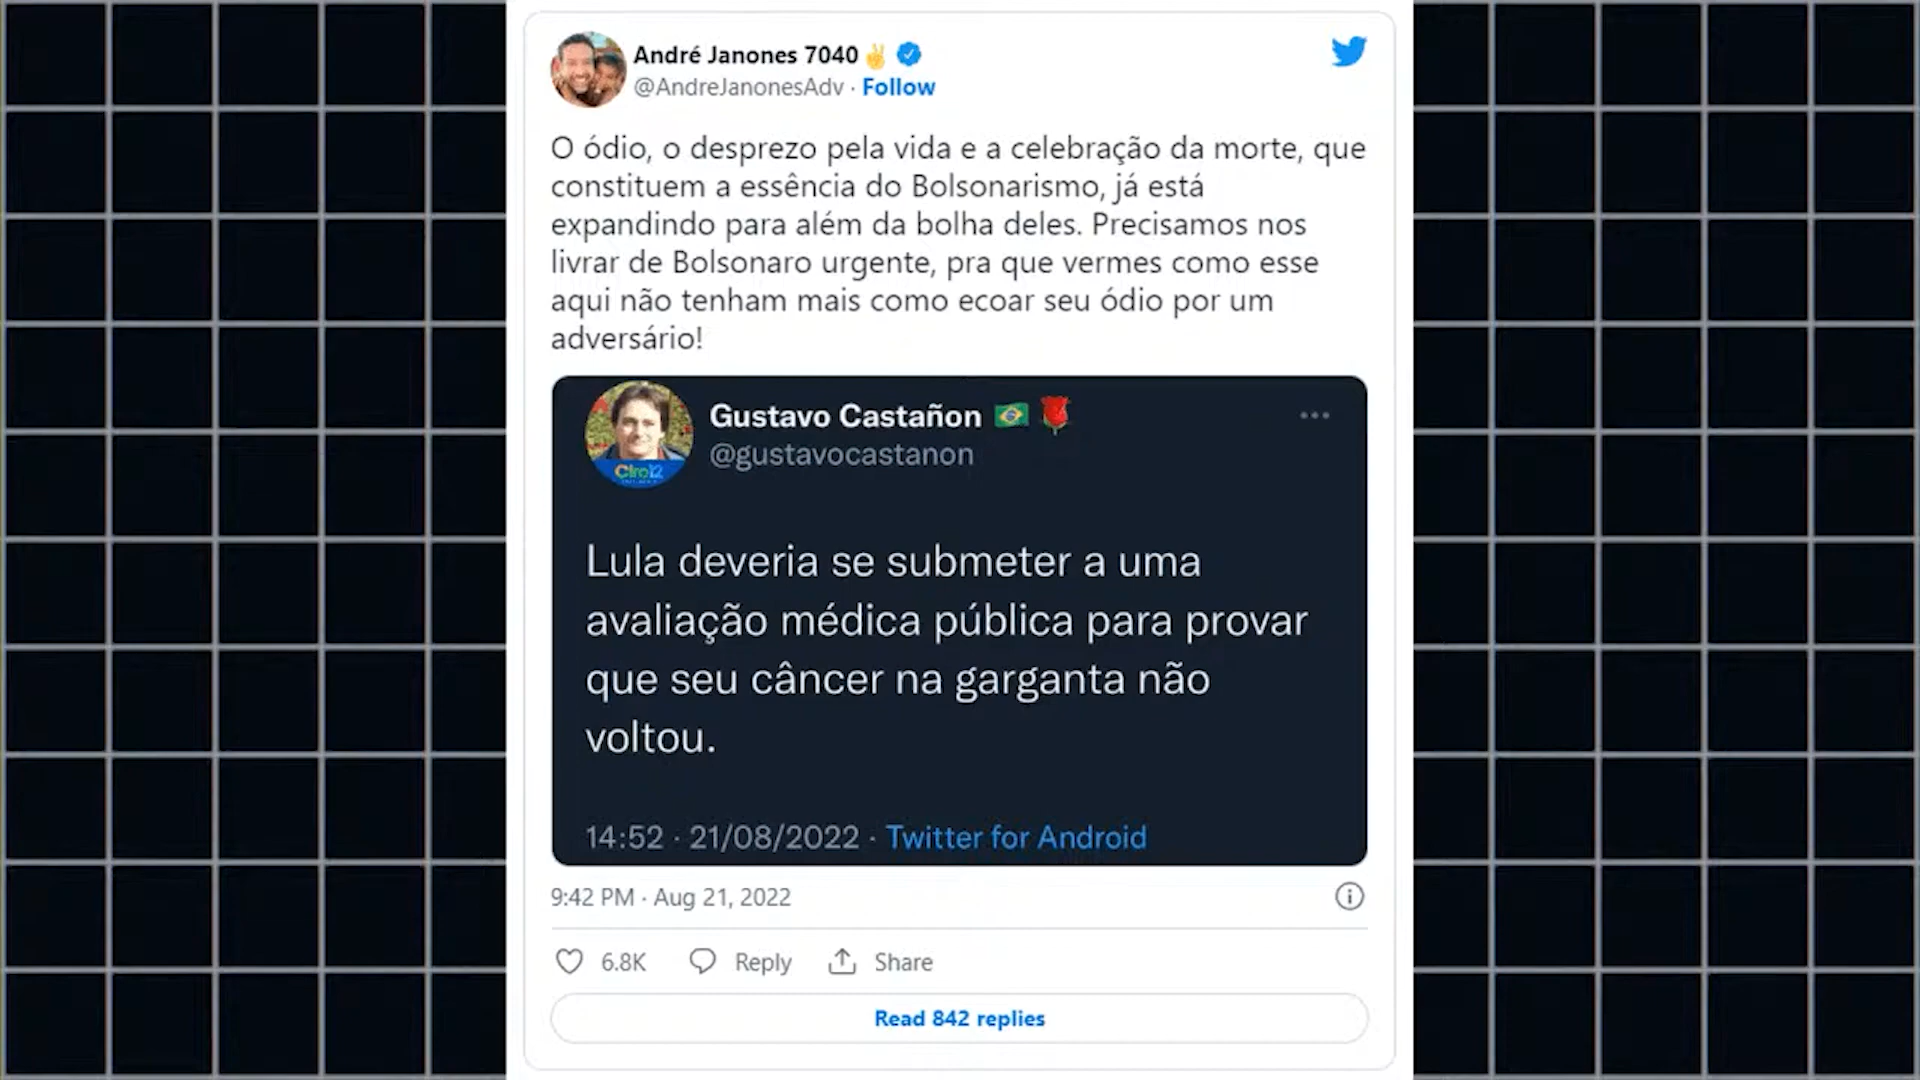 André Janones 7040 ✌
@AndreJanonesAdv · Follow
O ódio, o desprezo pela vida e a celebração da morte, que
constituem a essência do Bolsonarismo, já está
expandindo para além da bolha deles. Precisamos nos
livrar de Bolsonaro urgente, pra que vermes como esse
aqui não tenham mais como ecoar seu ódio por um
adversário!
Gustavo Castañon 🇧🇷 🌹
@gustavocastanon
Ciro12
Lula deveria se submeter a uma
avaliação médica pública para provar
que seu câncer na garganta não
voltou.
14:52 · 21/08/2022 · Twitter for Android
9:42 PM · Aug 21, 2022
6.8K Reply Share
Read 842 replies